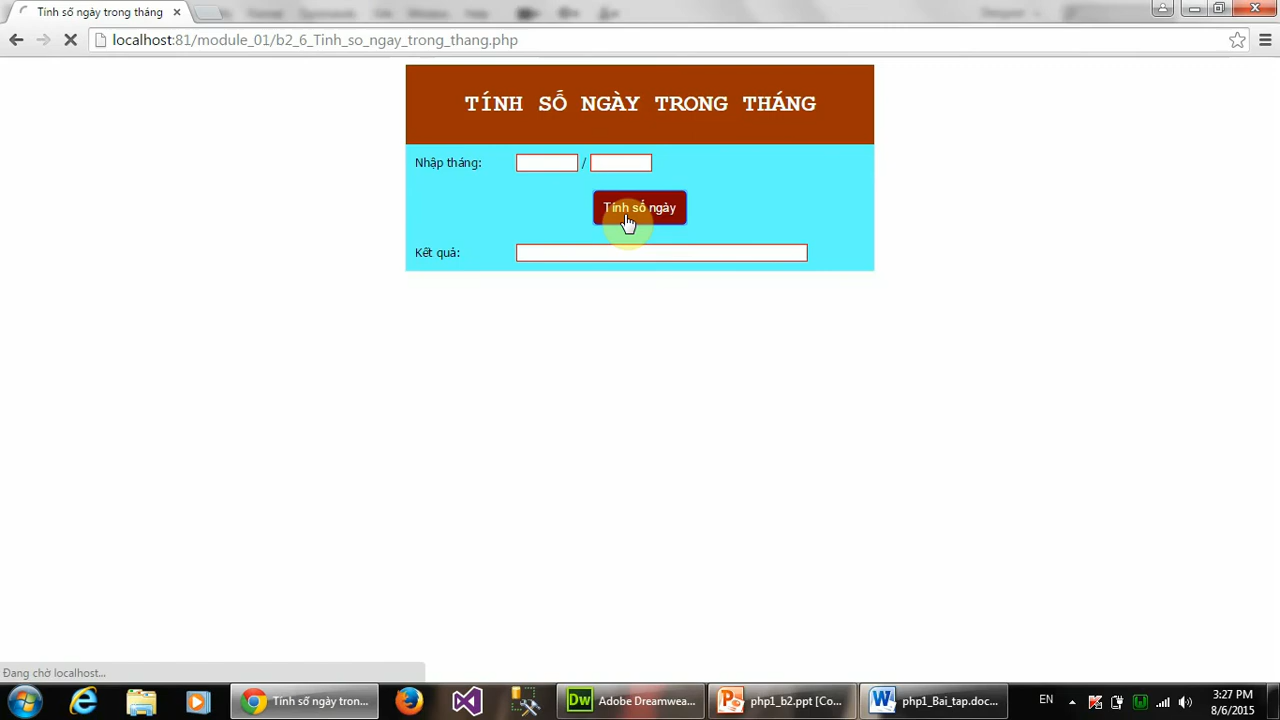 Tính số ngày trong tháng
localhost:81/module_01/b2_6_Tinh_so_ngay_trong_thang.php
TÍNH SỐ NGÀY TRONG THÁNG
Nhập tháng: /
Tính số ngày
Kết quả:
Đang chờ localhost...
Tính số ngày tron...
Adobe Dreamwea...
php1_b2.ppt [Co...
php1_Bai_tap.doc...
EN
3:27 PM
8/6/2015